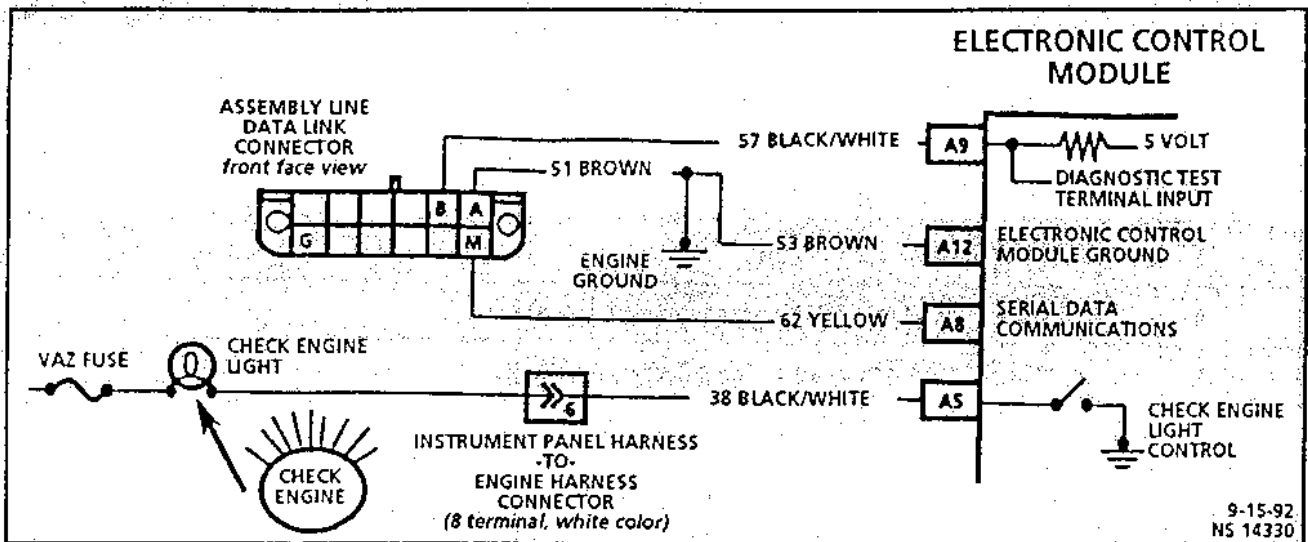 ELECTRONIC CONTROL
MODULE
ASSEMBLY LINE
DATA LINK
CONNECTOR
front face view
57 BLACK/WHITE
A9
5 VOLT
DIAGNOSTIC TEST
TERMINAL INPUT
51 BROWN
B
A
G
M
ENGINE
GROUND
53 BROWN
A12
ELECTRONIC CONTROL
MODULE GROUND
62 YELLOW
A8
SERIAL DATA
COMMUNICATIONS
VAZ FUSE
CHECK ENGINE
LIGHT
6
38 BLACK/WHITE
A5
CHECK ENGINE
LIGHT
CONTROL
INSTRUMENT PANEL HARNESS
-TO-
ENGINE HARNESS
CONNECTOR
(8 terminal, white color)
CHECK
ENGINE
9-15-92
NS 14330